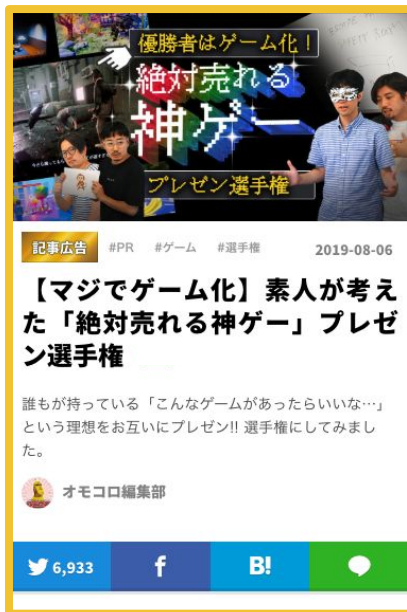 優勝者はゲーム化！
絶対売れる
神ゲー
プレゼン選手権
記事広告 #PR #ゲーム #選手権 2019-08-06
【マジでゲーム化】素人が考え
た「絶対売れる神ゲー」プレゼ
ン選手権
誰もが持っている「こんなゲームがあったらいいな…」
という理想をお互いにプレゼン!! 選手権にしてみまし
た。
オモコロ編集部
6,933 f B!